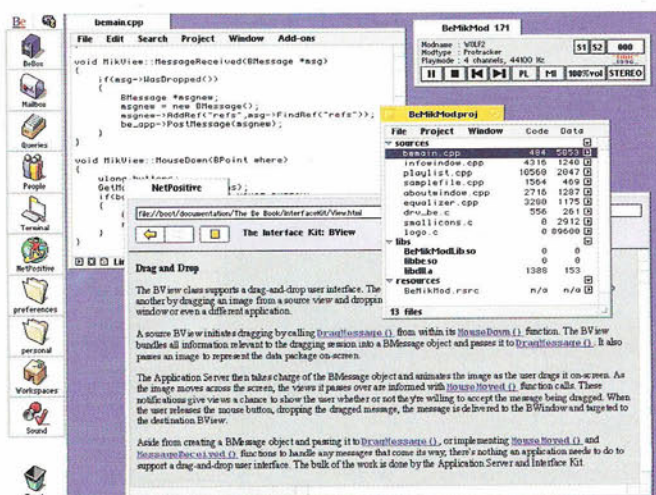 Be
BeBox
Mailbox
Queries
People
Terminal
NetPositive
preferences
personal
Workspaces
Sound
bemain.cpp
File Edit Search Project Window Add-ons
void MikView::MessageReceived(BMessage *msg)
{
if(msg->WasDropped())
{
BMessage *msgnew;
msgnew = new BMessage();
msgnew->AddRef("refs",msg->FindRef("refs"));
be_app->PostMessage(msgnew);
}
}
void MikView::MouseDown(BPoint where)
{
BeMikMod 1.71
Modname : WOLF2
Modtype : Protracker
Playmode : 4 channels, 44100 Hz
S1 S2 000
PL MI 100%vol STEREO
BeMikMod.proj
File Project Window Code Data
sources
bemain.cpp 484 5853
infowindow.cpp 4316 1240
playlist.cpp 10560 2047
samplefile.cpp 1564 469
aboutwindow.cpp 2716 1287
equalizer.cpp 3280 1175
drv_be.c 556 261
smallicons.c 0 2912
logo.c 0 89600
libs
BeMikModLib.so 0 0
libbe.so 0 0
libdll.a 1388 153
resources
BeMikMod.rsrc n/a n/a
13 files
NetPositive
file://boot/documentation/The Be Book/InterfaceKit/View.html
The Interface Kit: BView
Drag and Drop
The BView class supports a drag-and-drop user interface. The
another by dragging an image from a source view and droppin
window or even a different application.
A source BView initiates dragging by calling DragMessage(), from within its MouseDown() function. The BView
bundles all information relevant to the dragging session into a BMessage object and passes it to DragMessage(). It also
passes an image to represent the data package on-screen.
The Application Server then takes charge of the BMessage object and animates the image as the user drags it on-screen. As
the image moves across the screen, the views it passes over are informed with MouseMoved() function calls. These
notifications give views a chance to show the user whether or not they're willing to accept the message being dragged. When
the user releases the mouse button, dropping the dragged message, the message is delivered to the BWindow and targeted to
the destination BView.
Aside from creating a BMessage object and passing it to DragMessage(), or implementing MouseMoved() and
MessageReceived() functions to handle any messages that come its way, there's nothing an application needs to do to
support a drag-and-drop user interface. The bulk of the work is done by the Application Server and Interface Kit.